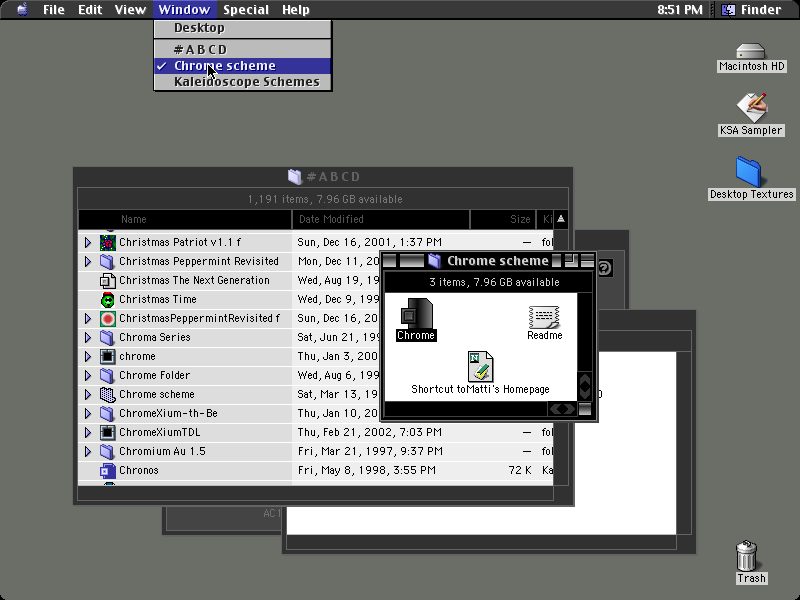 File Edit View Window Special Help 8:51 PM Finder
Desktop
#ABCD
Chrome scheme
Kaleidoscope Schemes
Macintosh HD
KSA Sampler
Desktop Textures
#ABCD
1,191 items, 7.96 GB available
Name Date Modified Size Ki
Christmas Patriot v1.1 f Sun, Dec 16, 2001, 1:37 PM — fol
Christmas Peppermint Revisited Mon, Dec 11, 20
Christmas The Next Generation Wed, Aug 19, 19
Christmas Time Wed, Dec 9, 199
ChristmasPeppermintRevisited f Sun, Dec 16, 20
Chroma Series Sat, Jun 21, 199
chrome Thu, Jan 3, 200
Chrome Folder Wed, Aug 6, 199
Chrome scheme Sat, Mar 13, 19
ChromeXium-th-Be Thu, Jan 10, 20
ChromeXiumTDL Thu, Feb 21, 2002, 7:03 PM — fol
Chromium Au 1.5 Fri, Mar 21, 1997, 9:37 PM — fol
Chronos Fri, May 8, 1998, 3:55 PM 72 K Ka
Chrome scheme
3 items, 7.96 GB available
Chrome
Readme
Shortcut toMatti's Homepage
AC1
Trash